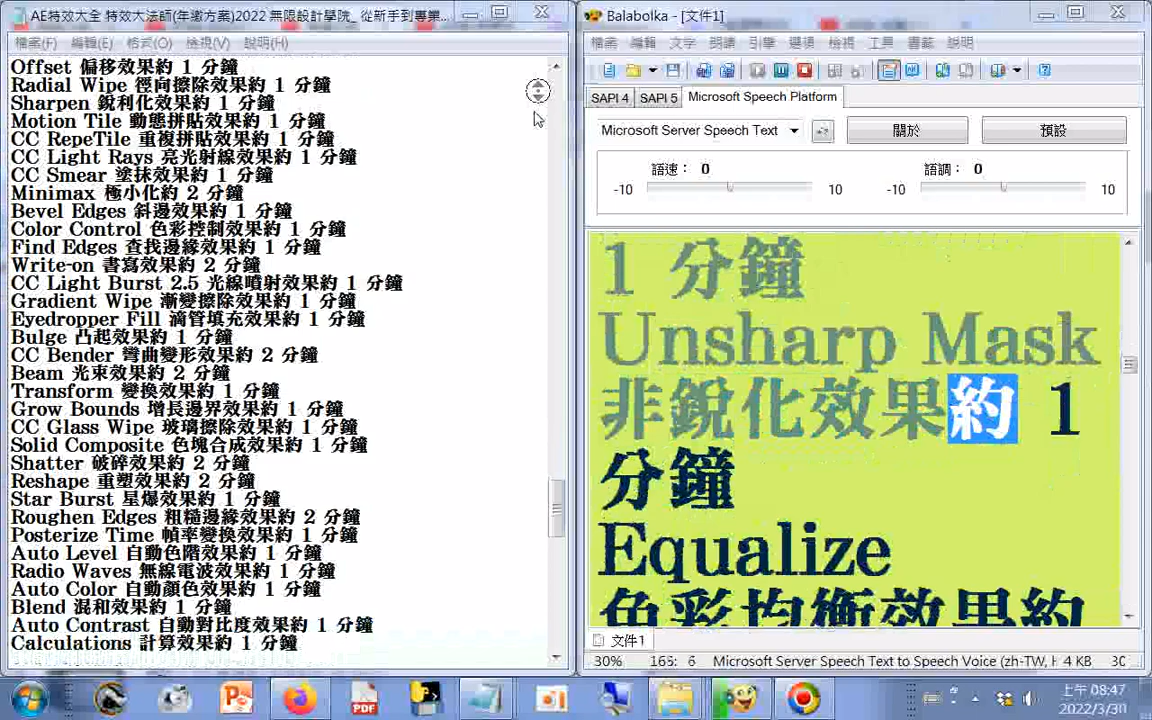 AE特效大全 特效大法師(年繳方案)2022 無限設計學院_ 從新手到專業...
檔案(F) 編輯(E) 格式(O) 檢視(V) 說明(H)
Offset 偏移效果約 1 分鐘
Radial Wipe 徑向擦除效果約 1 分鐘
Sharpen 銳利化效果約 1 分鐘
Motion Tile 動態拼貼效果約 1 分鐘
CC RepeTile 重複拼貼效果約 1 分鐘
CC Light Rays 亮光射線效果約 1 分鐘
CC Smear 塗抹效果約 1 分鐘
Minimax 極小化約 2 分鐘
Bevel Edges 斜邊效果約 1 分鐘
Color Control 色彩控制效果約 1 分鐘
Find Edges 查找邊緣效果約 1 分鐘
Write-on 書寫效果約 2 分鐘
CC Light Burst 2.5 光線噴射效果約 1 分鐘
Gradient Wipe 漸變擦除效果約 1 分鐘
Eyedropper Fill 滴管填充效果約 1 分鐘
Bulge 凸起效果約 1 分鐘
CC Bender 彎曲變形效果約 2 分鐘
Beam 光束效果約 2 分鐘
Transform 變換效果約 1 分鐘
Grow Bounds 增長邊界效果約 1 分鐘
CC Glass Wipe 玻璃擦除效果約 1 分鐘
Solid Composite 色塊合成效果約 1 分鐘
Shatter 破碎效果約 2 分鐘
Reshape 重塑效果約 2 分鐘
Star Burst 星爆效果約 1 分鐘
Roughen Edges 粗糙邊緣效果約 2 分鐘
Posterize Time 幀率變換效果約 1 分鐘
Auto Level 自動色階效果約 1 分鐘
Radio Waves 無線電波效果約 1 分鐘
Auto Color 自動顏色效果約 1 分鐘
Blend 混和效果約 1 分鐘
Auto Contrast 自動對比度效果約 1 分鐘
Calculations 計算效果約 1 分鐘
Balabolka - [文件1]
檔案 編輯 文字 朗讀 引擎 選項 檢視 工具 書籤 說明
SAPI 4 SAPI 5 Microsoft Speech Platform
Microsoft Server Speech Text 關於 預設
語速： 0 語調： 0
-10 10 -10 10
1 分鐘
Unsharp Mask
非銳化效果約 1
分鐘
Equalize
色彩均衡效果約
文件1
30% 165: 6 Microsoft Server Speech Text to Speech Voice (zh-TW, H 4 KB 30
上午 08:47
2022/3/30